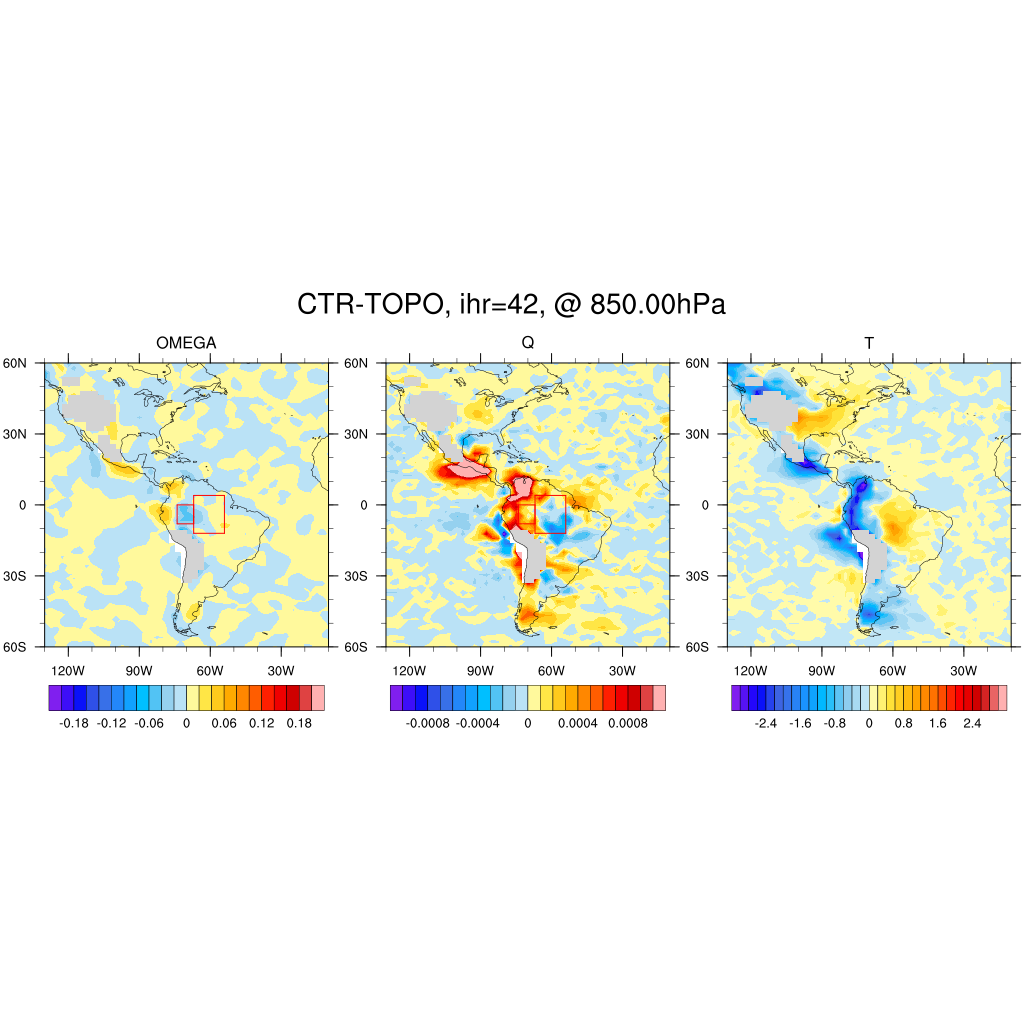 CTR-TOPO, ihr=42, @ 850.00hPa
OMEGA
60N
30N
0
30S
60S
120W 90W 60W 30W
-0.18 -0.12 -0.06 0 0.06 0.12 0.18
Q
60N
30N
0
30S
60S
120W 90W 60W 30W
-0.0008 -0.0004 0 0.0004 0.0008
T
60N
30N
0
30S
60S
120W 90W 60W 30W
-2.4 -1.6 -0.8 0 0.8 1.6 2.4